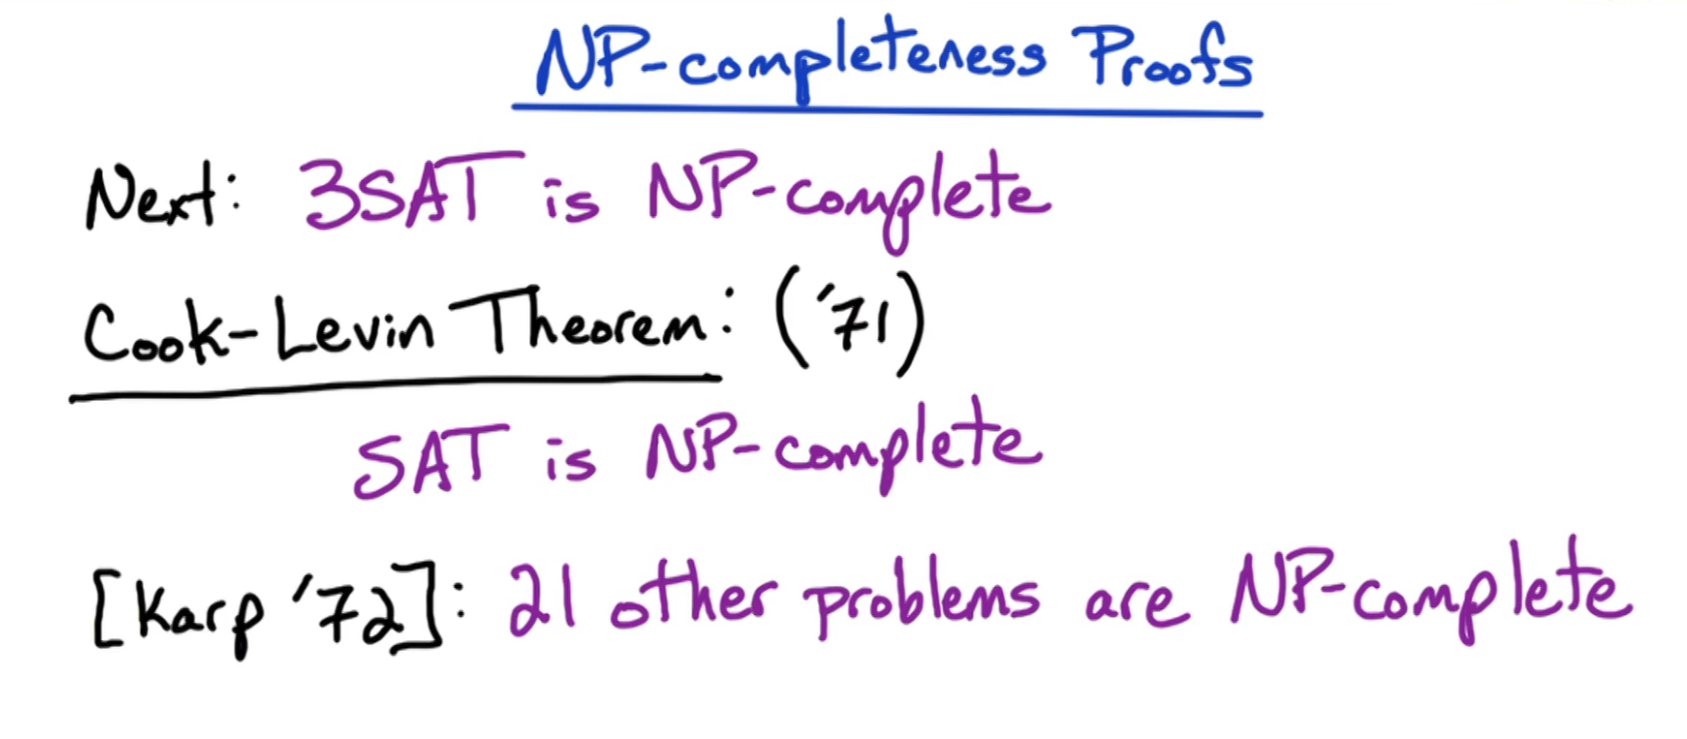 NP-completeness Proofs
Next: 3SAT is NP-complete
Cook-Levin Theorem: ('71)
SAT is NP-complete
[Karp '72]: 21 other problems are NP-complete